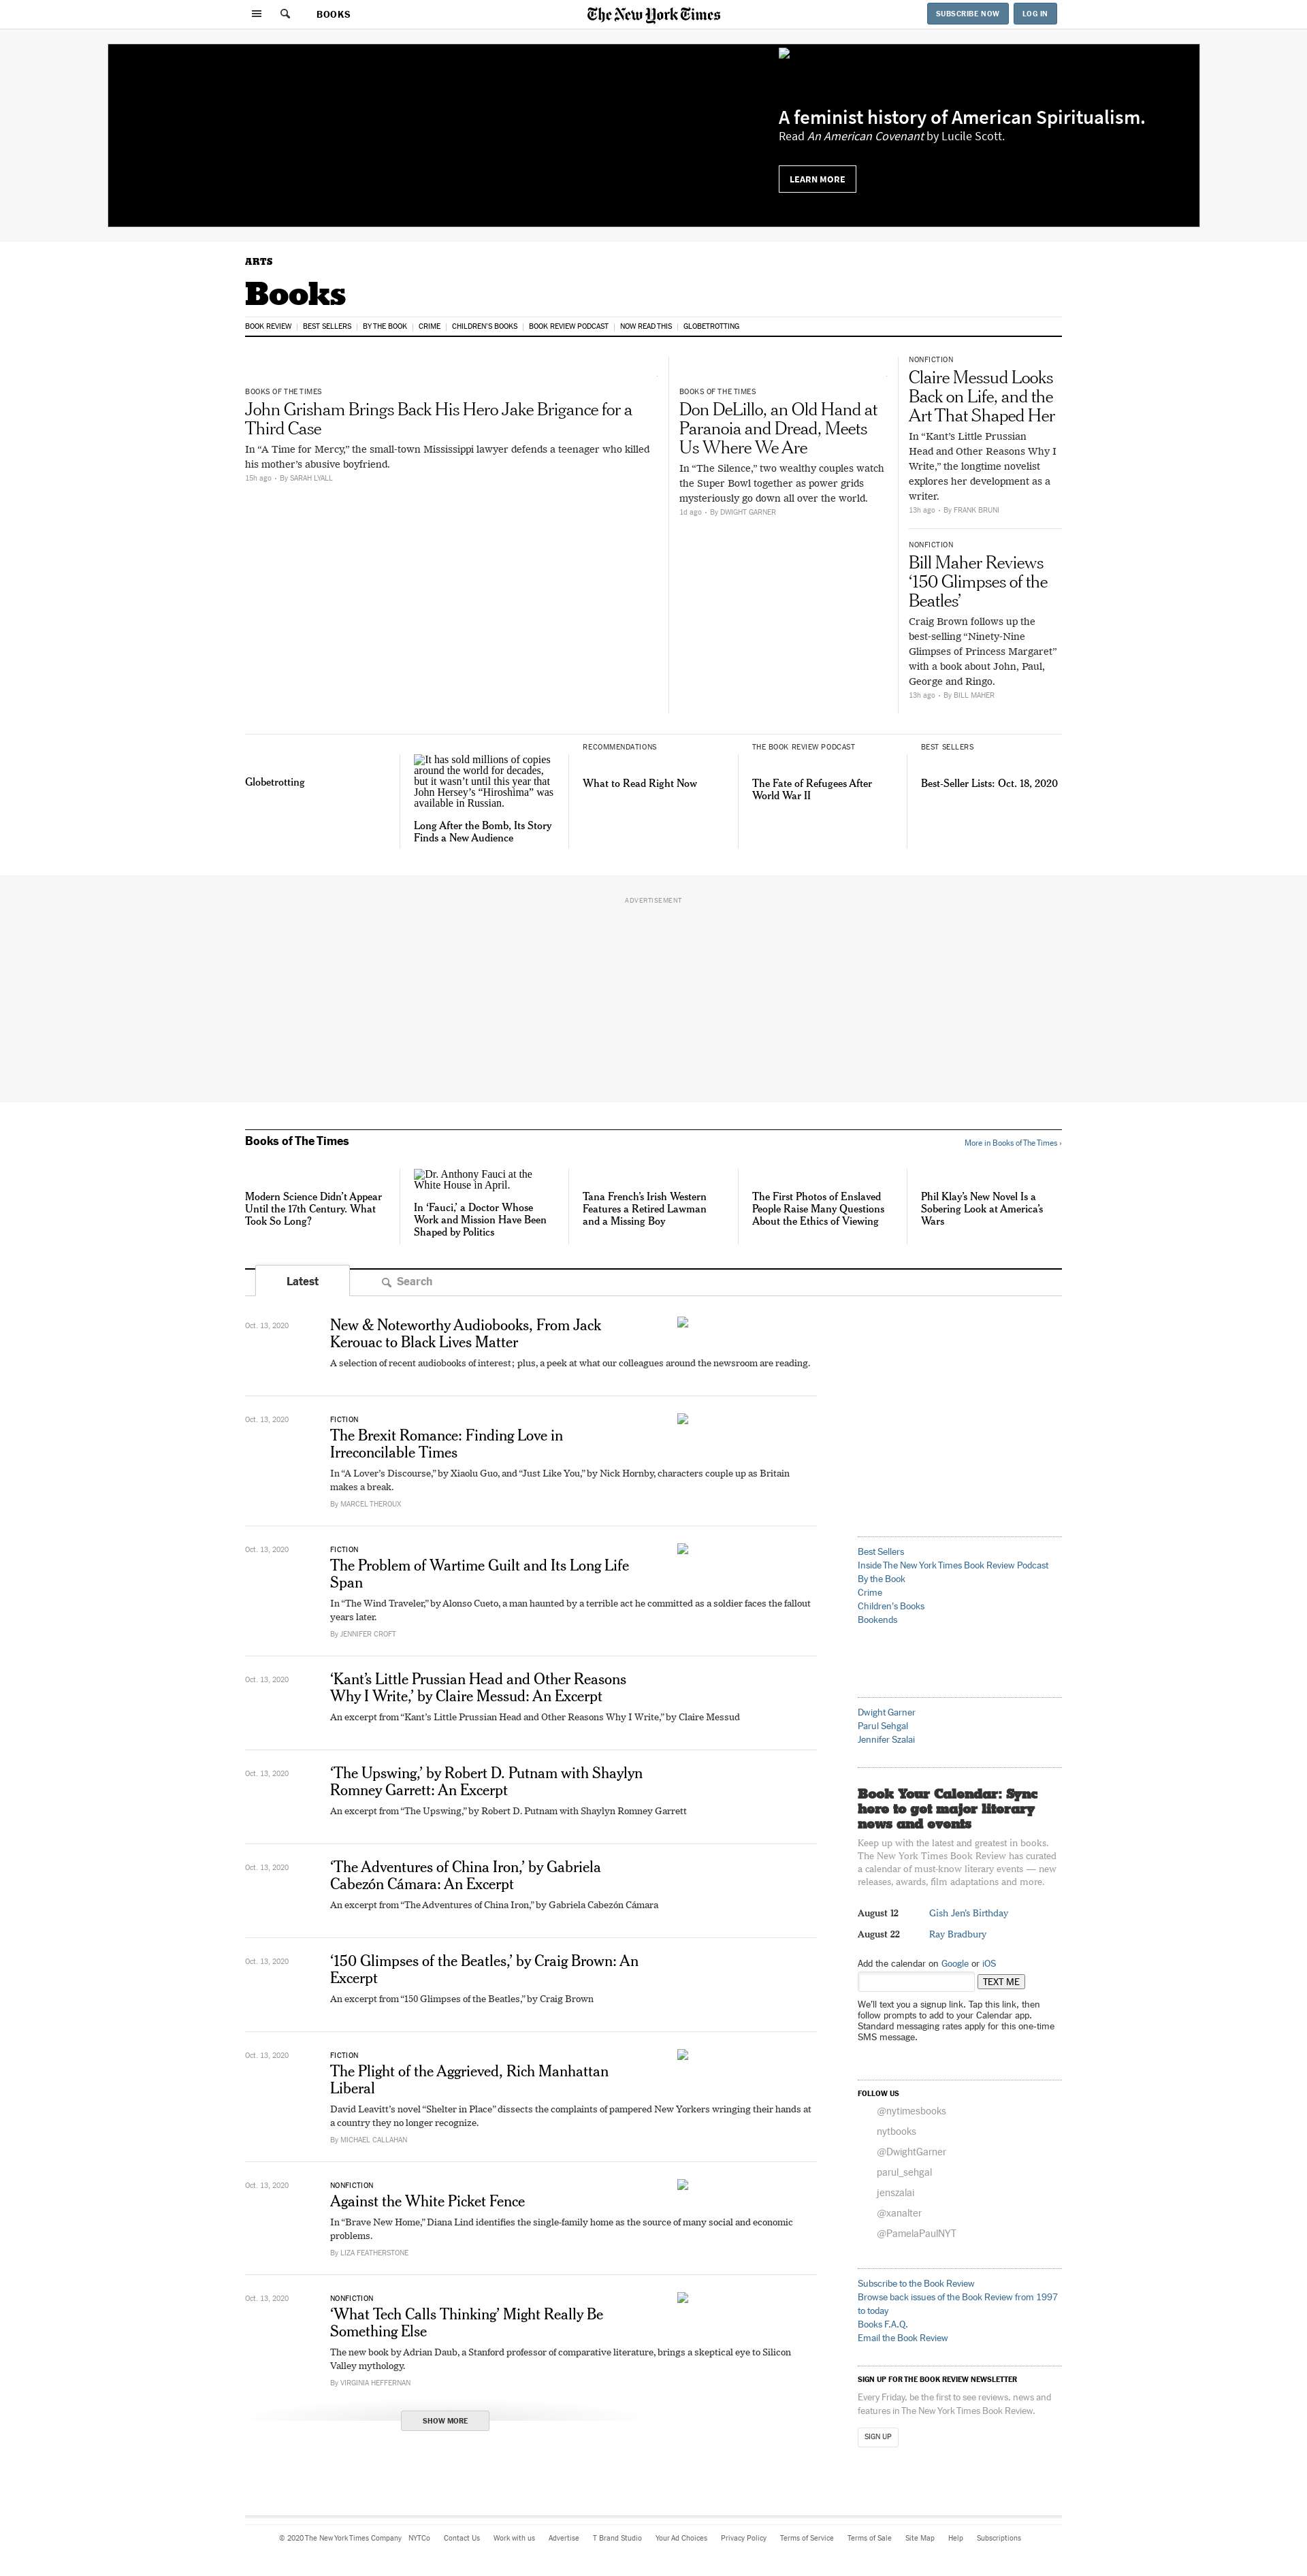 BOOKS
The New York Times
SUBSCRIBE NOW
LOG IN
A feminist history of American Spiritualism.
Read An American Covenant by Lucile Scott.
LEARN MORE
ARTS
Books
BOOK REVIEW | BEST SELLERS | BY THE BOOK | CRIME | CHILDREN'S BOOKS | BOOK REVIEW PODCAST | NOW READ THIS | GLOBETROTTING
BOOKS OF THE TIMES
John Grisham Brings Back His Hero Jake Brigance for a
Third Case
In “A Time for Mercy,” the small-town Mississippi lawyer defends a teenager who killed
his mother’s abusive boyfriend.
15h ago • By SARAH LYALL
BOOKS OF THE TIMES
Don DeLillo, an Old Hand at
Paranoia and Dread, Meets
Us Where We Are
In “The Silence,” two wealthy couples watch
the Super Bowl together as power grids
mysteriously go down all over the world.
1d ago • By DWIGHT GARNER
NONFICTION
Claire Messud Looks
Back on Life, and the
Art That Shaped Her
In “Kant’s Little Prussian
Head and Other Reasons Why I
Write,” the longtime novelist
explores her development as a
writer.
13h ago • By FRANK BRUNI
NONFICTION
Bill Maher Reviews
‘150 Glimpses of the
Beatles’
Craig Brown follows up the
best-selling “Ninety-Nine
Glimpses of Princess Margaret”
with a book about John, Paul,
George and Ringo.
13h ago • By BILL MAHER
Globetrotting
It has sold millions of copies
around the world for decades,
but it wasn’t until this year that
John Hersey’s “Hiroshima” was
available in Russian.
Long After the Bomb, Its Story
Finds a New Audience
RECOMMENDATIONS
What to Read Right Now
THE BOOK REVIEW PODCAST
The Fate of Refugees After
World War II
BEST SELLERS
Best-Seller Lists: Oct. 18, 2020
ADVERTISEMENT
Books of The Times
More in Books of The Times ›
Modern Science Didn’t Appear
Until the 17th Century. What
Took So Long?
Dr. Anthony Fauci at the
White House in April.
In ‘Fauci,’ a Doctor Whose
Work and Mission Have Been
Shaped by Politics
Tana French’s Irish Western
Features a Retired Lawman
and a Missing Boy
The First Photos of Enslaved
People Raise Many Questions
About the Ethics of Viewing
Phil Klay’s New Novel Is a
Sobering Look at America’s
Wars
Latest
Search
Oct. 13, 2020
New & Noteworthy Audiobooks, From Jack
Kerouac to Black Lives Matter
A selection of recent audiobooks of interest; plus, a peek at what our colleagues around the newsroom are reading.
Oct. 13, 2020
FICTION
The Brexit Romance: Finding Love in
Irreconcilable Times
In “A Lover’s Discourse,” by Xiaolu Guo, and “Just Like You,” by Nick Hornby, characters couple up as Britain
makes a break.
By MARCEL THEROUX
Oct. 13, 2020
FICTION
The Problem of Wartime Guilt and Its Long Life
Span
In “The Wind Traveler,” by Alonso Cueto, a man haunted by a terrible act he committed as a soldier faces the fallout
years later.
By JENNIFER CROFT
Oct. 13, 2020
‘Kant’s Little Prussian Head and Other Reasons
Why I Write,’ by Claire Messud: An Excerpt
An excerpt from “Kant’s Little Prussian Head and Other Reasons Why I Write,” by Claire Messud
Oct. 13, 2020
‘The Upswing,’ by Robert D. Putnam with Shaylyn
Romney Garrett: An Excerpt
An excerpt from “The Upswing,” by Robert D. Putnam with Shaylyn Romney Garrett
Oct. 13, 2020
‘The Adventures of China Iron,’ by Gabriela
Cabezón Cámara: An Excerpt
An excerpt from “The Adventures of China Iron,” by Gabriela Cabezón Cámara
Oct. 13, 2020
‘150 Glimpses of the Beatles,’ by Craig Brown: An
Excerpt
An excerpt from “150 Glimpses of the Beatles,” by Craig Brown
Oct. 13, 2020
FICTION
The Plight of the Aggrieved, Rich Manhattan
Liberal
David Leavitt’s novel “Shelter in Place” dissects the complaints of pampered New Yorkers wringing their hands at
a country they no longer recognize.
By MICHAEL CALLAHAN
Oct. 13, 2020
NONFICTION
Against the White Picket Fence
In “Brave New Home,” Diana Lind identifies the single-family home as the source of many social and economic
problems.
By LIZA FEATHERSTONE
Oct. 13, 2020
NONFICTION
‘What Tech Calls Thinking’ Might Really Be
Something Else
The new book by Adrian Daub, a Stanford professor of comparative literature, brings a skeptical eye to Silicon
Valley mythology.
By VIRGINIA HEFFERNAN
SHOW MORE
Best Sellers
Inside The New York Times Book Review Podcast
By the Book
Crime
Children's Books
Bookends
Dwight Garner
Parul Sehgal
Jennifer Szalai
Book Your Calendar: Sync
here to get major literary
news and events
Keep up with the latest and greatest in books.
The New York Times Book Review has curated
a calendar of must-know literary events — new
releases, awards, film adaptations and more.
August 12 Gish Jen's Birthday
August 22 Ray Bradbury
Add the calendar on Google or iOS
TEXT ME
We'll text you a signup link. Tap this link, then
follow prompts to add to your Calendar app.
Standard messaging rates apply for this one-time
SMS message.
FOLLOW US
@nytimesbooks
nytbooks
@DwightGarner
parul_sehgal
jenszalai
@xanalter
@PamelaPaulNYT
Subscribe to the Book Review
Browse back issues of the Book Review from 1997
to today
Books F.A.Q.
Email the Book Review
SIGN UP FOR THE BOOK REVIEW NEWSLETTER
Every Friday, be the first to see reviews, news and
features in The New York Times Book Review.
SIGN UP
© 2020 The New York Times Company NYTCo Contact Us Work with us Advertise T Brand Studio Your Ad Choices Privacy Policy Terms of Service Terms of Sale Site Map Help Subscriptions